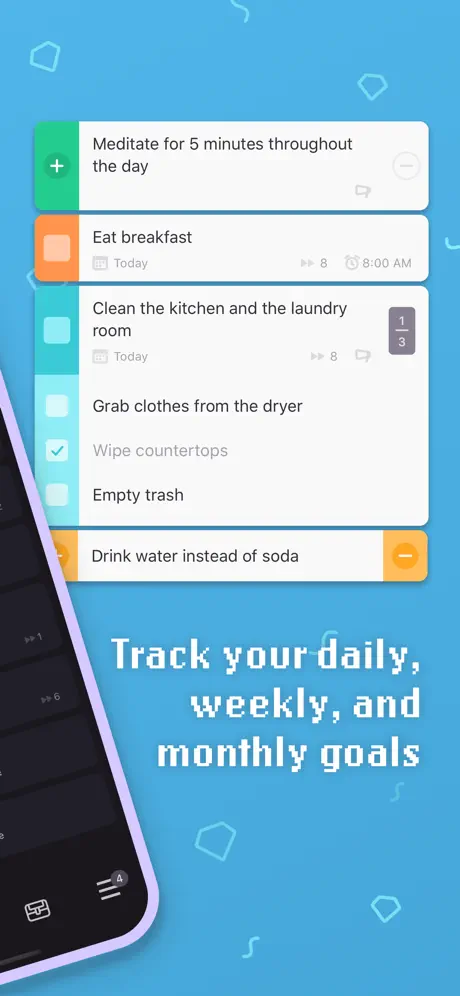 Meditate for 5 minutes throughout
the day
Eat breakfast
Today
8
8:00 AM
Clean the kitchen and the laundry
room
1
3
Today
8
Grab clothes from the dryer
Wipe countertops
Empty trash
Drink water instead of soda
Track your daily,
weekly, and
monthly goals
1
6
4